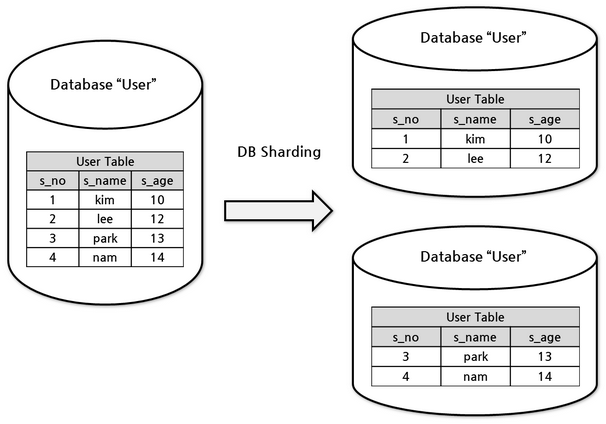 Database “User”
User Table
s_no s_name s_age
1 kim 10
2 lee 12
3 park 13
4 nam 14
DB Sharding
Database “User”
User Table
s_no s_name s_age
1 kim 10
2 lee 12
Database “User”
User Table
s_no s_name s_age
3 park 13
4 nam 14